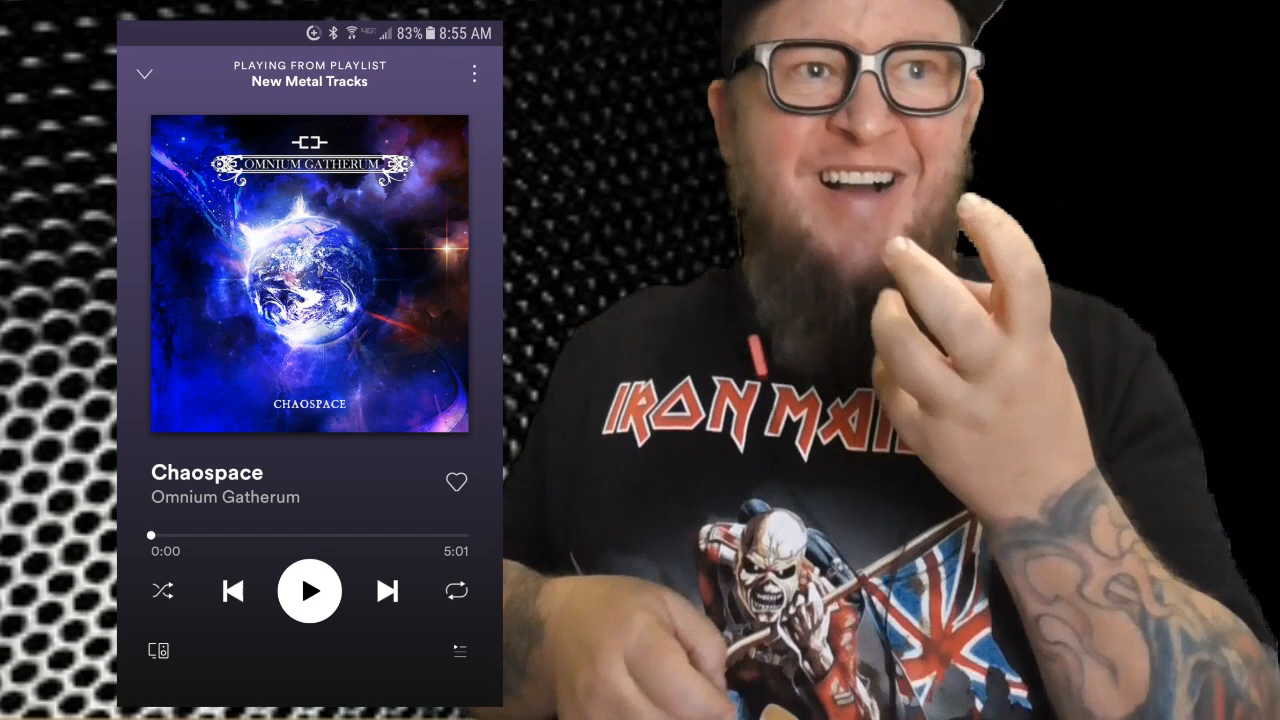 83% 8:55 AM
PLAYING FROM PLAYLIST
New Metal Tracks
OMNIUM GATHERUM
CHAOSPACE
Chaospace
Omnium Gatherum
0:00 5:01
IRON MAI